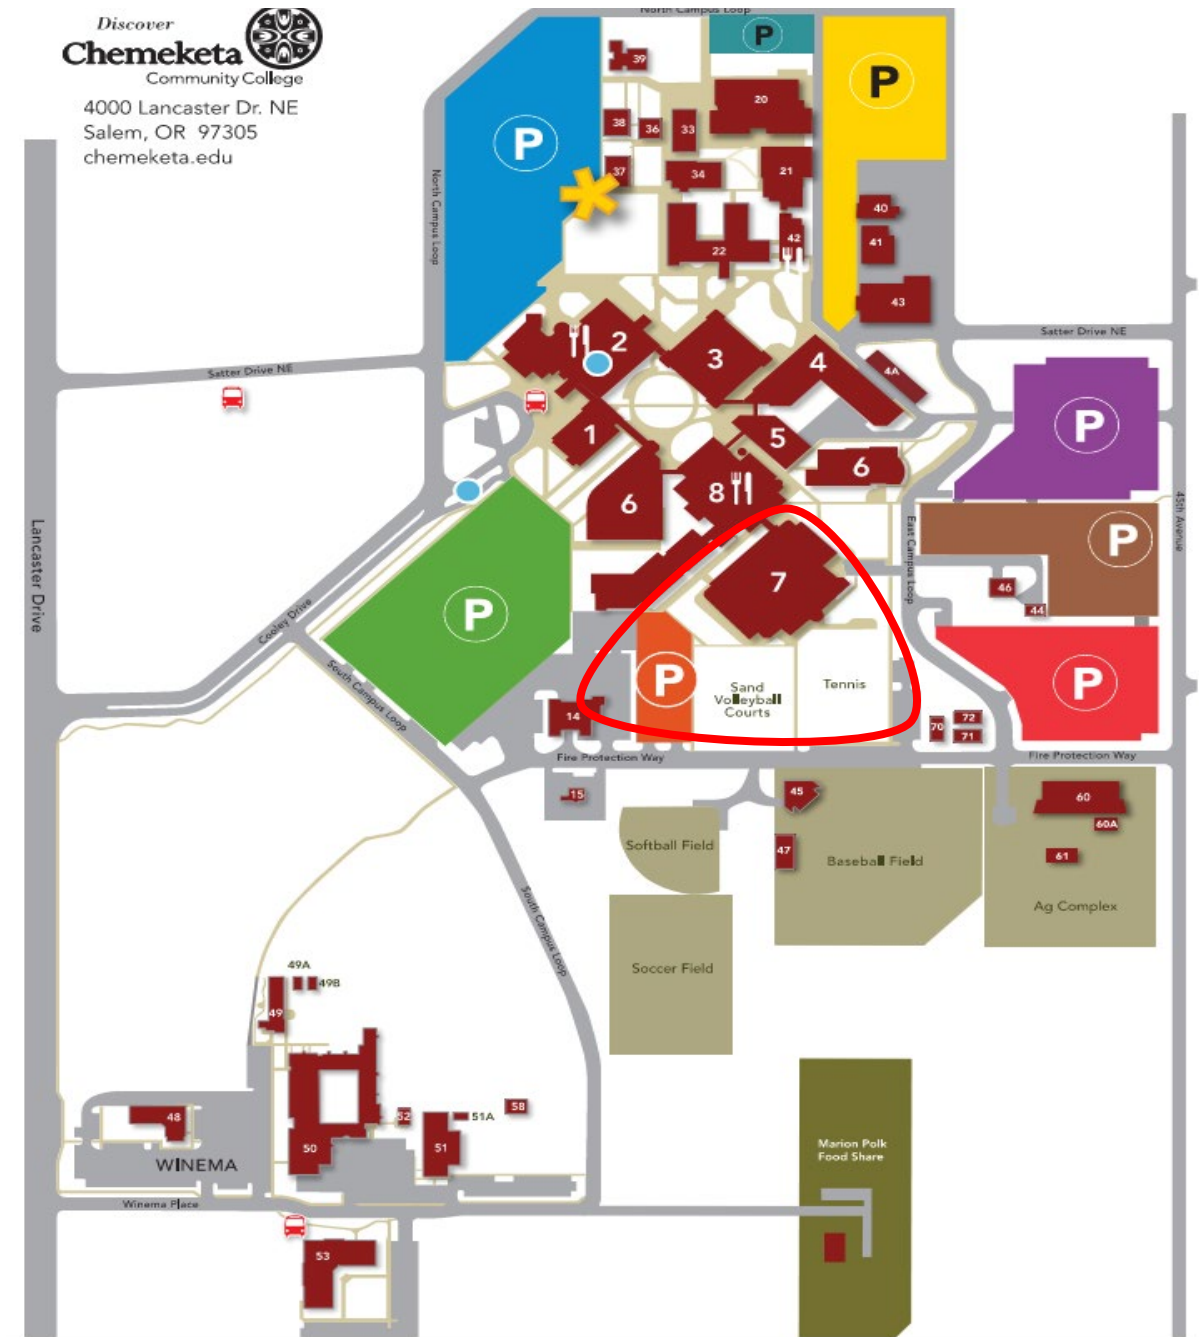 Discover
Chemeketa
Community College
4000 Lancaster Dr. NE
Salem, OR 97305
chemeketa.edu
North Campus Loop
P
P
P
39
20
38
36
33
37
34
21
40
22
42
41
43
North Campus Loop
Satter Drive NE
Satter Drive NE
2
3
4
4A
P
1
5
6
8
6
45th Avenue
Lancaster Drive
East Campus Loop
P
7
46
44
P
Cooley Drive
South Campus Loop
P
Sand
Volleyball
Courts
Tennis
P
14
70
72
71
Fire Protection Way
Fire Protection Way
15
45
60
60A
47
61
Softball Field
Baseball Field
Ag Complex
South Campus Loop
Soccer Field
49A
49B
49
48
52
51A
58
50
51
WINEMA
Marion Polk
Food Share
Winema Place
53